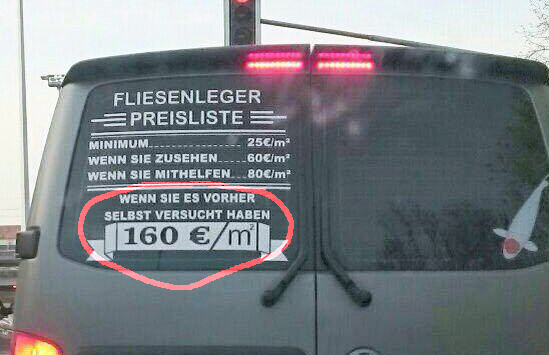 FLIESENLEGER
PREISLISTE
MINIMUM....................25€/m²
WENN SIE ZUSEHEN.....60€/m²
WENN SIE MITHELFEN...80€/m²
WENN SIE ES VORHER
SELBST VERSUCHT HABEN
160 €/m²